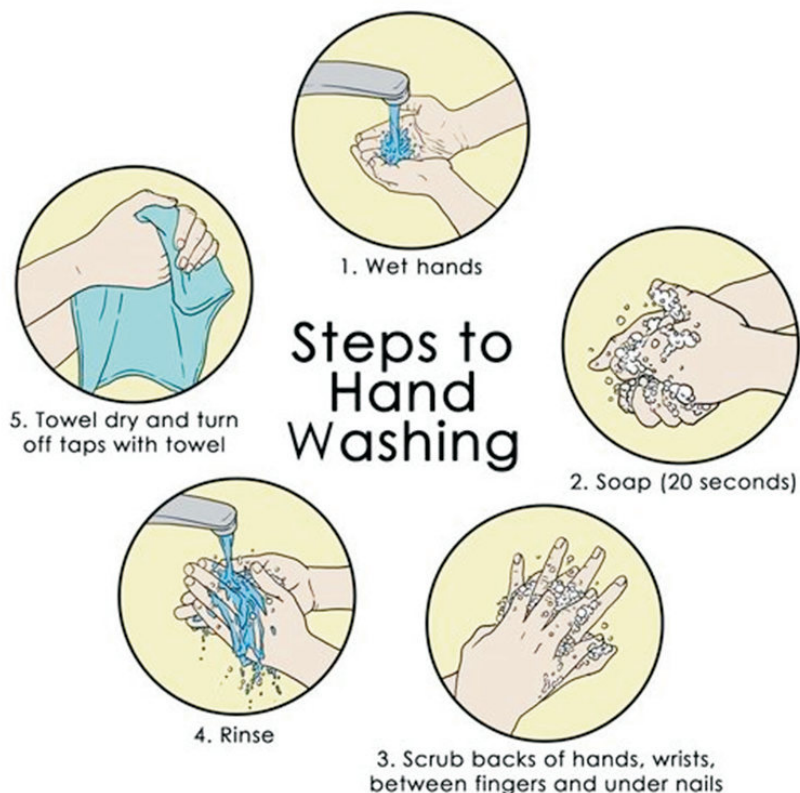 Steps to
Hand
Washing
1. Wet hands
2. Soap (20 seconds)
3. Scrub backs of hands, wrists,
between fingers and under nails
4. Rinse
5. Towel dry and turn
off taps with towel